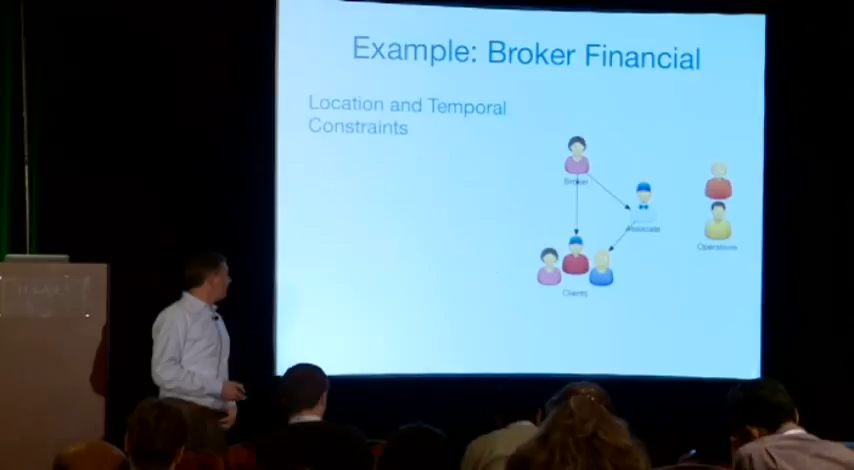 Example: Broker Financial
Location and Temporal
Constraints
Broker
Associate
Operations
Clients